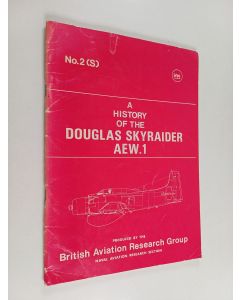 No.2 (S)
A
HISTORY
OF THE
DOUGLAS SKYRAIDER
AEW.1
PRODUCED BY THE
British Aviation Research Group
NAVAL AVIATION RESEARCH SECTION